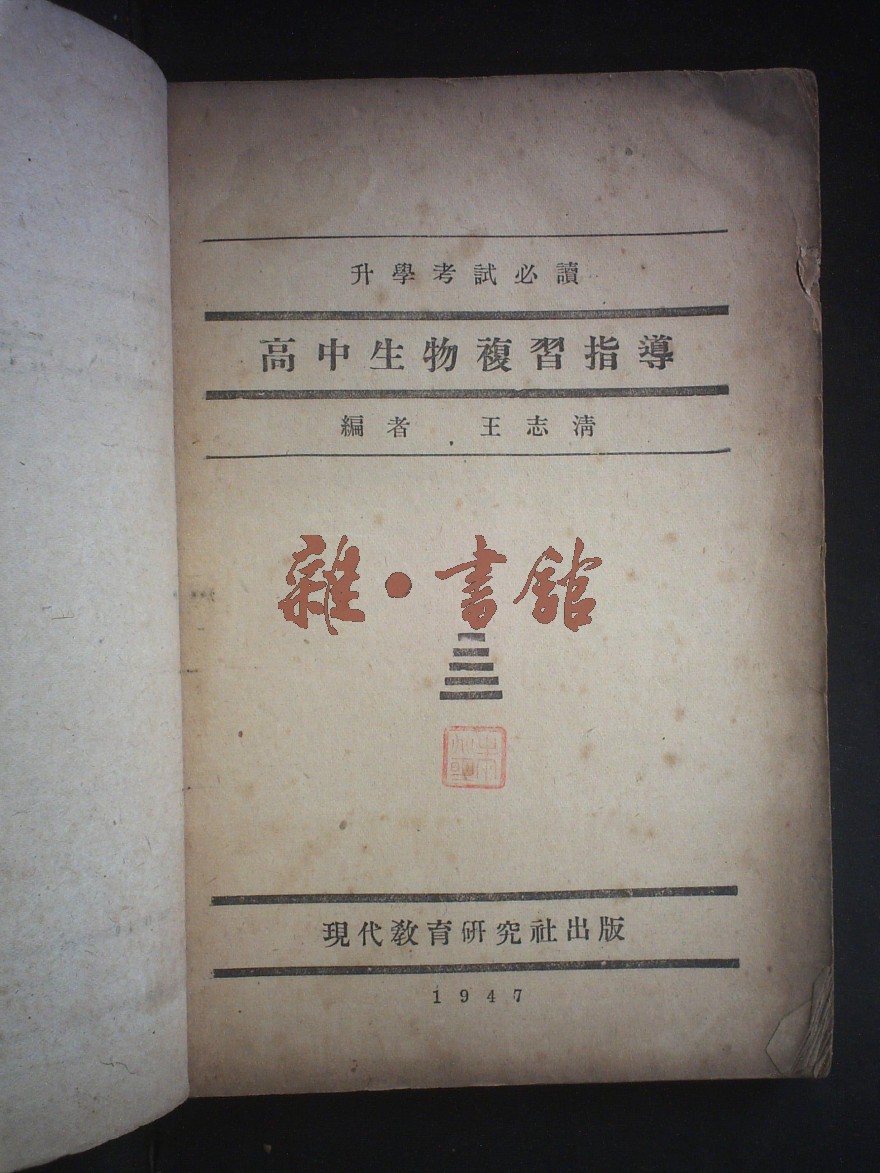 升學考試必讀
高中生物複習指導
編者 王志清
雜·書館
現代教育研究社出版
1947